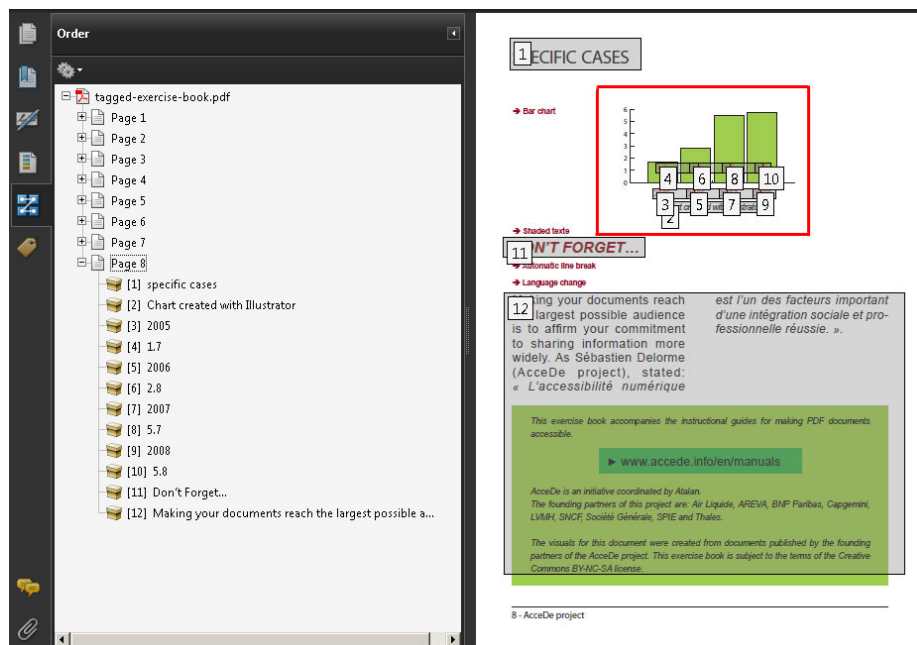 Order
tagged-exercise-book.pdf
Page 1
Page 2
Page 3
Page 4
Page 5
Page 6
Page 7
Page 8
[1] specific cases
[2] Chart created with Illustrator
[3] 2005
[4] 1.7
[5] 2006
[6] 2.8
[7] 2007
[8] 5.7
[9] 2008
[10] 5.8
[11] Don't Forget...
[12] Making your documents reach the largest possible a...
1 ECIFIC CASES
➔ Bar chart
6
5
4
3
2
1
0
4 6 8 10
3 5 7 9
2
➔ Shaded texte
11 N'T FORGET...
➔ Automatic line break
➔ Language change
12
king your documents reach
largest possible audience
is to affirm your commitment
to sharing information more
widely. As Sébastien Delorme
(AcceDe project), stated:
« L'accessibilité numérique
est l'un des facteurs important
d'une intégration sociale et pro-
fessionnelle réussie. ».
This exercise book accompanies the instructional guides for making PDF documents
accessible.
► www.accede.info/en/manuals
AcceDe is an initiative coordinated by Atalan.
The founding partners of this project are: Air Liquide, AREVA, BNP Paribas, Capgemini,
LVMH, SNCF, Société Générale, SPIE and Thales.
The visuals for this document were created from documents published by the founding
partners of the AcceDe project. This exercise book is subject to the terms of the Creative
Commons BY-NC-SA license.
8 - AcceDe project